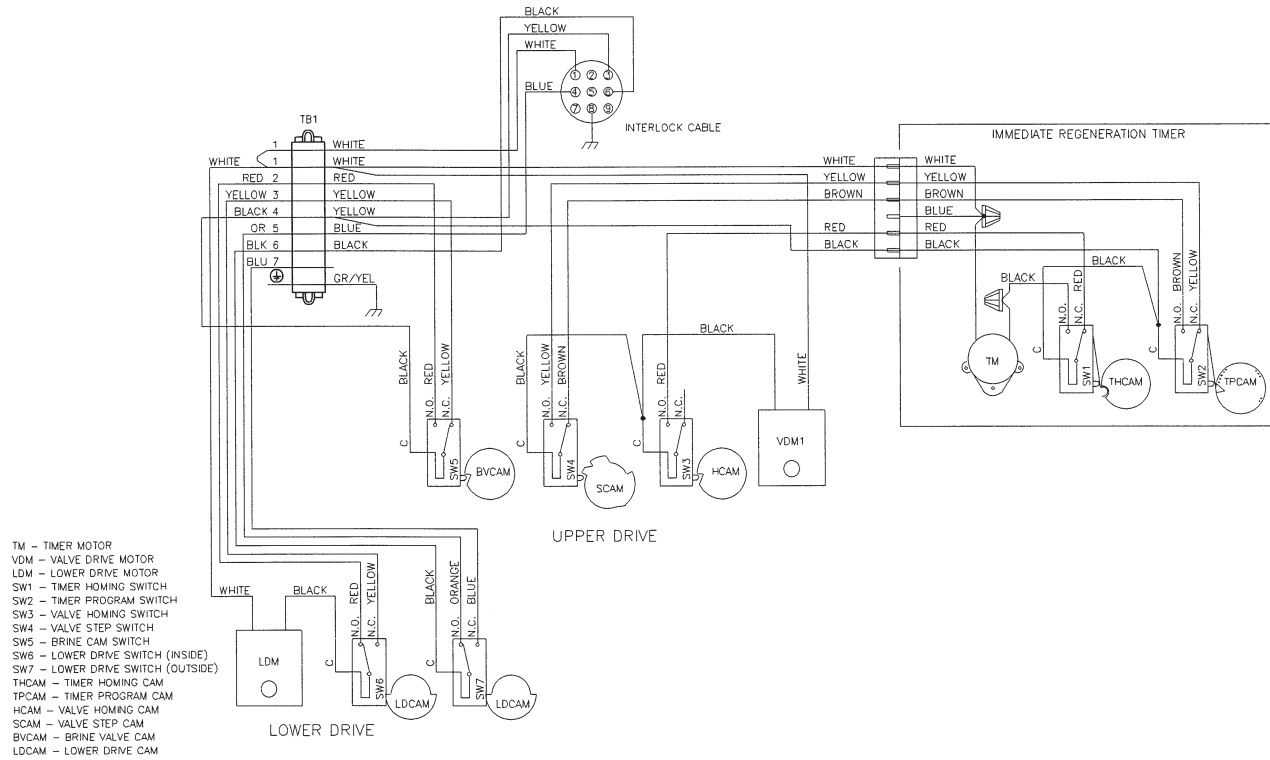 BLACK
YELLOW
WHITE
1 2 3
BLUE
4 5 6
7 8 9
INTERLOCK CABLE
TB1
IMMEDIATE REGENERATION TIMER
1 WHITE
WHITE 1 WHITE
RED 2 RED
YELLOW 3 YELLOW
BLACK 4 YELLOW
OR 5 BLUE
BLK 6 BLACK
BLU 7
GR/YEL
WHITE WHITE
YELLOW YELLOW
BROWN BROWN
BLUE
RED RED
BLACK BLACK
BLACK
BLACK
RED
BROWN
YELLOW
N.O.
N.C.
N.O.
N.C.
C
C
TM
SW1
THCAM
SW2
TPCAM
BLACK
BLACK
RED
YELLOW
BLACK
YELLOW
BROWN
RED
WHITE
N.O.
N.C.
N.O.
N.C.
N.O.
N.C.
C
C
C
SW5
BVCAM
SW4
SCAM
SW3
HCAM
VDM1
UPPER DRIVE
WHITE
BLACK
RED
YELLOW
BLACK
ORANGE
BLUE
N.O.
N.C.
N.O.
N.C.
C
C
LDM
SW6
LDCAM
SW7
LDCAM
LOWER DRIVE
TM – TIMER MOTOR
VDM – VALVE DRIVE MOTOR
LDM – LOWER DRIVE MOTOR
SW1 – TIMER HOMING SWITCH
SW2 – TIMER PROGRAM SWITCH
SW3 – VALVE HOMING SWITCH
SW4 – VALVE STEP SWITCH
SW5 – BRINE CAM SWITCH
SW6 – LOWER DRIVE SWITCH (INSIDE)
SW7 – LOWER DRIVE SWITCH (OUTSIDE)
THCAM – TIMER HOMING CAM
TPCAM – TIMER PROGRAM CAM
HCAM – VALVE HOMING CAM
SCAM – VALVE STEP CAM
BVCAM – BRINE VALVE CAM
LDCAM – LOWER DRIVE CAM